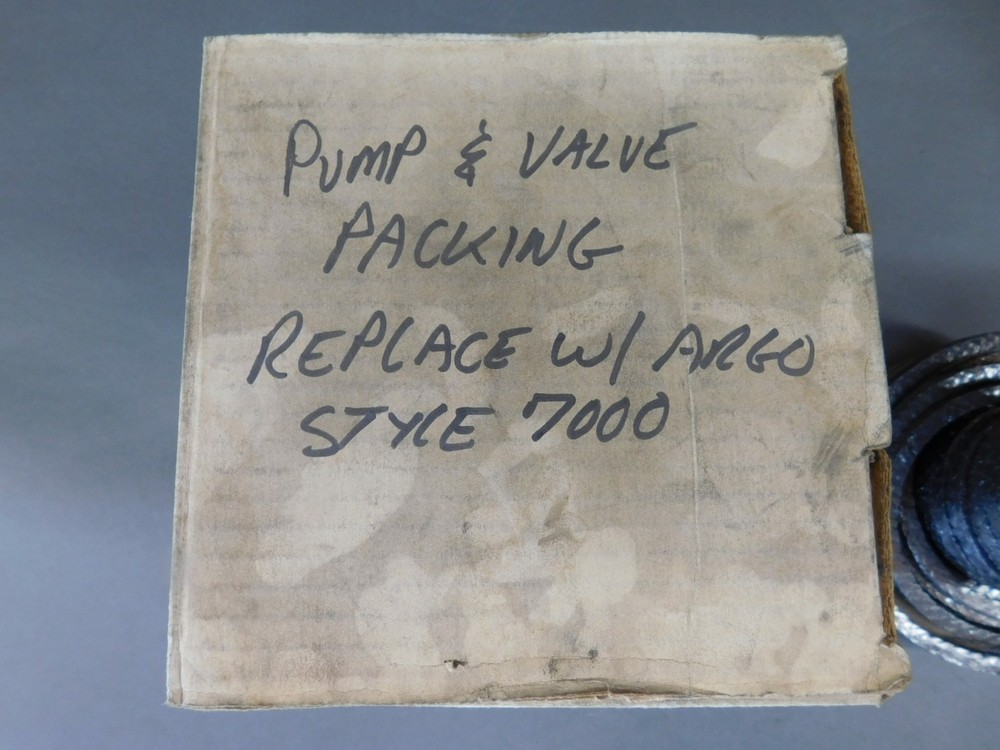 PUMP & VALVE
PACKING
REPLACE W/ ARGO
STYLE 7000